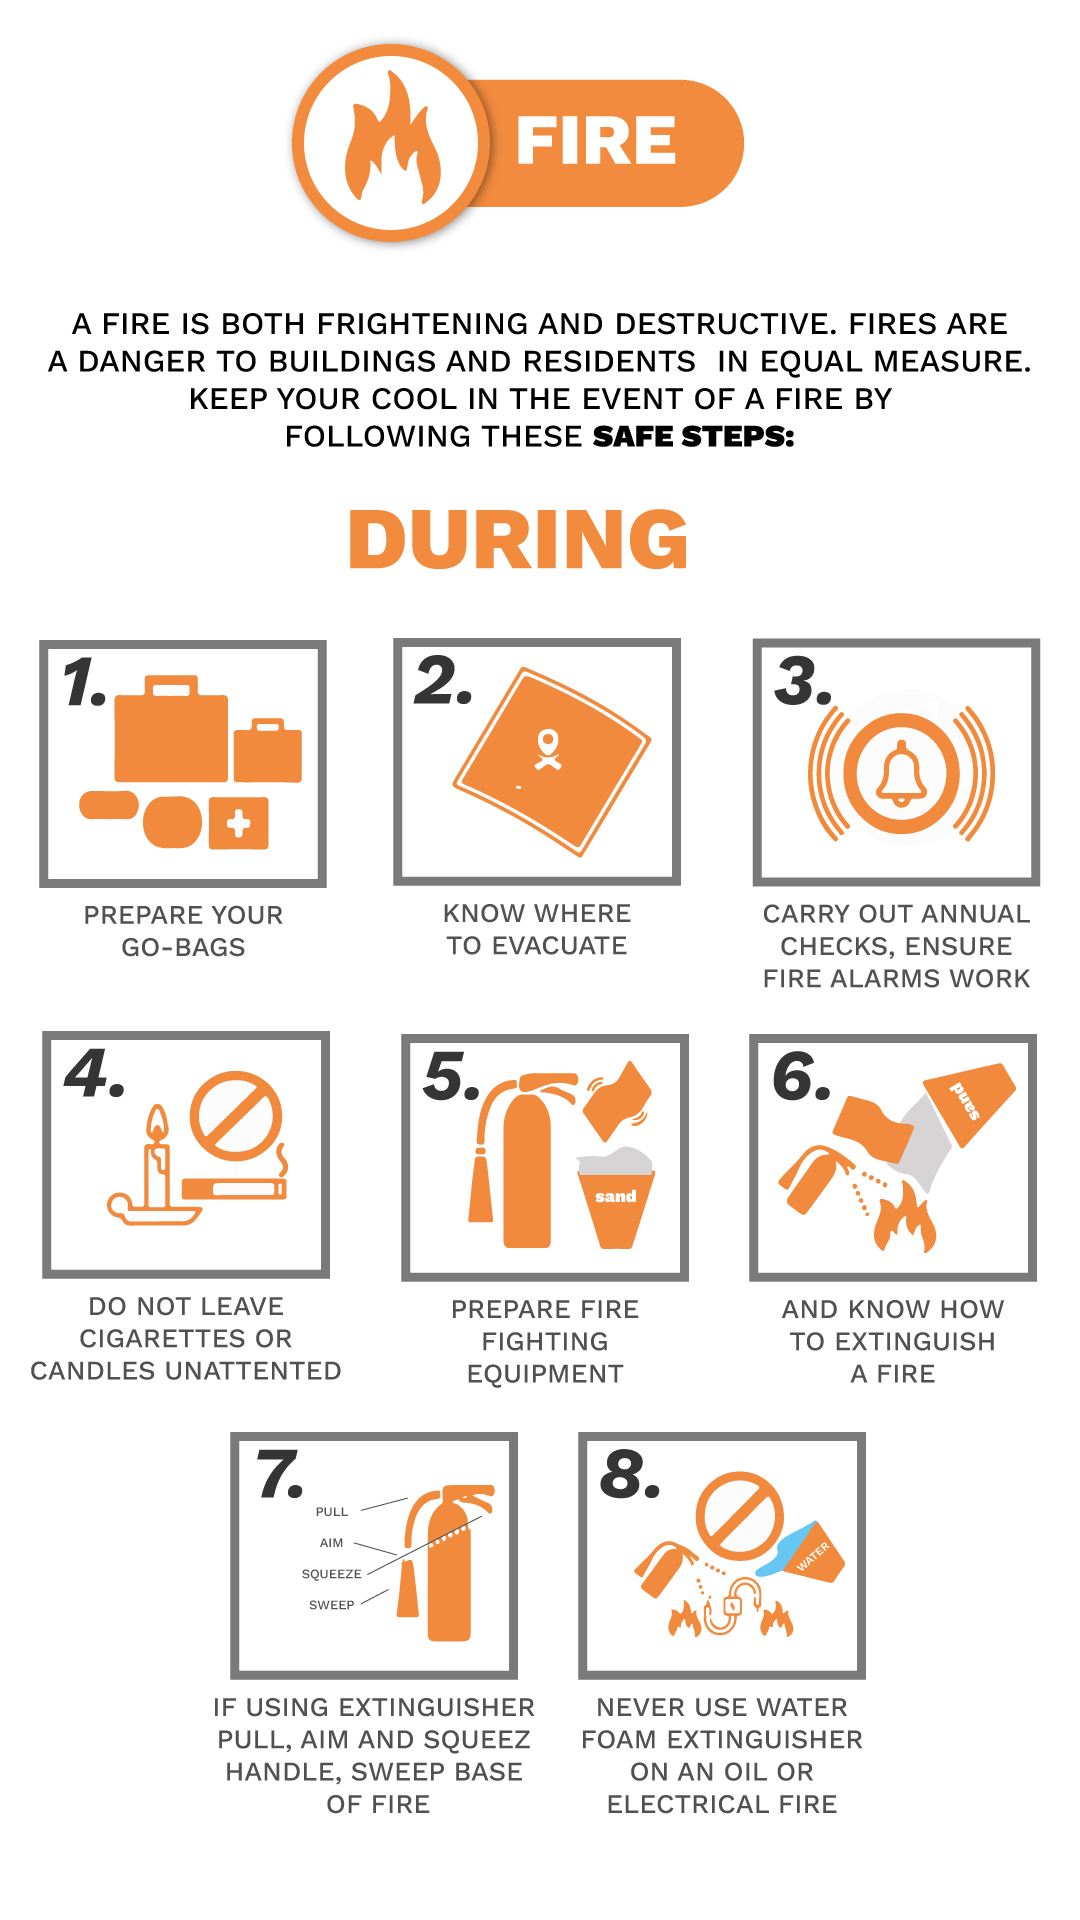 FIRE
A FIRE IS BOTH FRIGHTENING AND DESTRUCTIVE. FIRES ARE
A DANGER TO BUILDINGS AND RESIDENTS IN EQUAL MEASURE.
KEEP YOUR COOL IN THE EVENT OF A FIRE BY
FOLLOWING THESE SAFE STEPS:
DURING
1.
PREPARE YOUR
GO-BAGS
2.
KNOW WHERE
TO EVACUATE
3.
CARRY OUT ANNUAL
CHECKS, ENSURE
FIRE ALARMS WORK
4.
DO NOT LEAVE
CIGARETTES OR
CANDLES UNATTENTED
5.
sand
PREPARE FIRE
FIGHTING
EQUIPMENT
6.
sand
AND KNOW HOW
TO EXTINGUISH
A FIRE
7.
PULL
AIM
SQUEEZE
SWEEP
IF USING EXTINGUISHER
PULL, AIM AND SQUEEZ
HANDLE, SWEEP BASE
OF FIRE
8.
WATER
NEVER USE WATER
FOAM EXTINGUISHER
ON AN OIL OR
ELECTRICAL FIRE